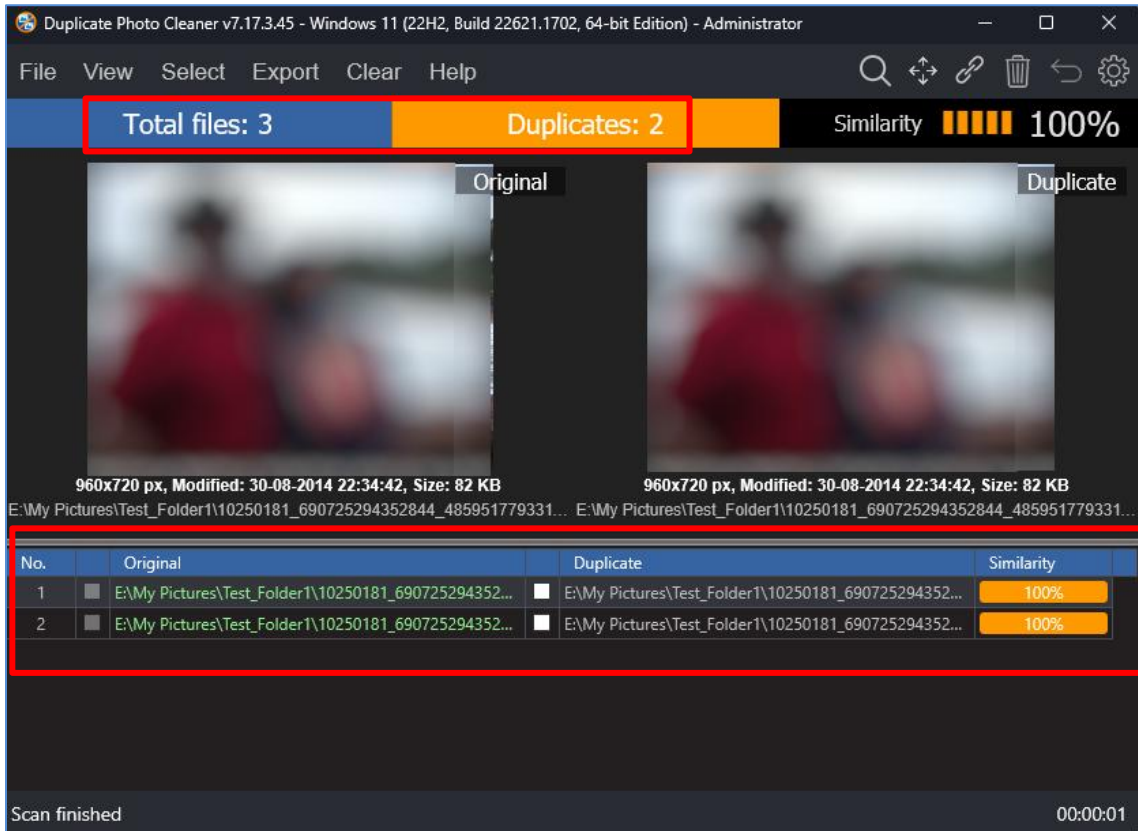 Duplicate Photo Cleaner v7.17.3.45 - Windows 11 (22H2, Build 22621.1702, 64-bit Edition) - Administrator
File View Select Export Clear Help
Total files: 3 Duplicates: 2 Similarity 100%
Original Duplicate
960x720 px, Modified: 30-08-2014 22:34:42, Size: 82 KB 960x720 px, Modified: 30-08-2014 22:34:42, Size: 82 KB
E:\My Pictures\Test_Folder1\10250181_690725294352844_485951779331... E:\My Pictures\Test_Folder1\10250181_690725294352844_485951779331...
No. Original Duplicate Similarity
1 E:\My Pictures\Test_Folder1\10250181_690725294352... E:\My Pictures\Test_Folder1\10250181_690725294352... 100%
2 E:\My Pictures\Test_Folder1\10250181_690725294352... E:\My Pictures\Test_Folder1\10250181_690725294352... 100%
Scan finished 00:00:01